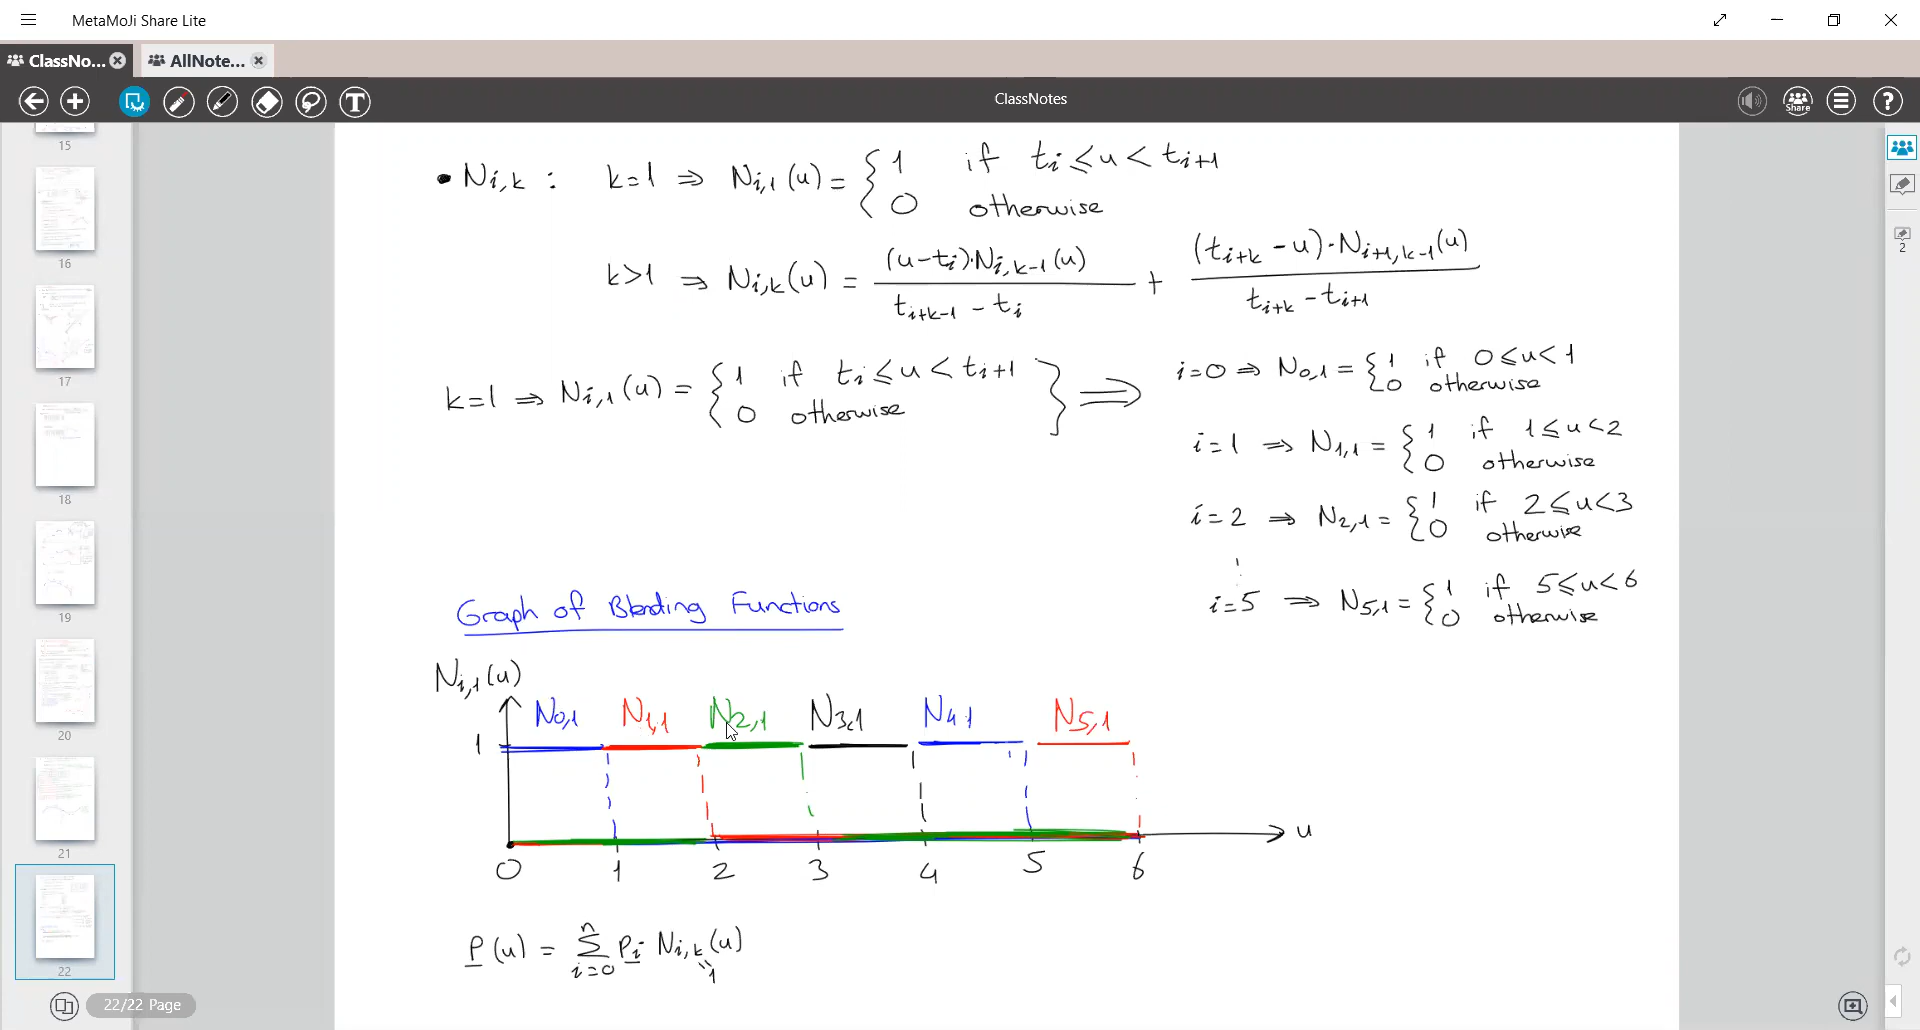 MetaMoJi Share Lite
ClassNo...
AllNote...
ClassNotes
Share
15
16
17
18
19
20
21
22
22/22 Page
2
• Ni,k : k=1 ⇒ Ni,1 (u) = { 1 if ti ≤ u < ti+1
0 otherwise
k>1 ⇒ Ni,k(u) = (u-ti)·Ni,k-1(u) / ti+k-1 - ti + (ti+k - u)·Ni+1,k-1(u) / ti+k - ti+1
k=1 ⇒ Ni,1 (u) = { 1 if ti ≤ u < ti+1
0 otherwise } ⇒
i=0 ⇒ N0,1 = { 1 if 0≤u<1
0 otherwise
i=1 ⇒ N1,1 = { 1 if 1≤u<2
0 otherwise
i=2 ⇒ N2,1 = { 1 if 2≤u<3
0 otherwise
⋮
i=5 ⇒ N5,1 = { 1 if 5≤u<6
0 otherwise
Graph of Blending Functions
Ni,1(u)
N0,1 N1,1 N2,1 N3,1 N4,1 N5,1
1
u
0 1 2 3 4 5 6
P(u) = n Σ i=0 Pi Ni,k(u)
1